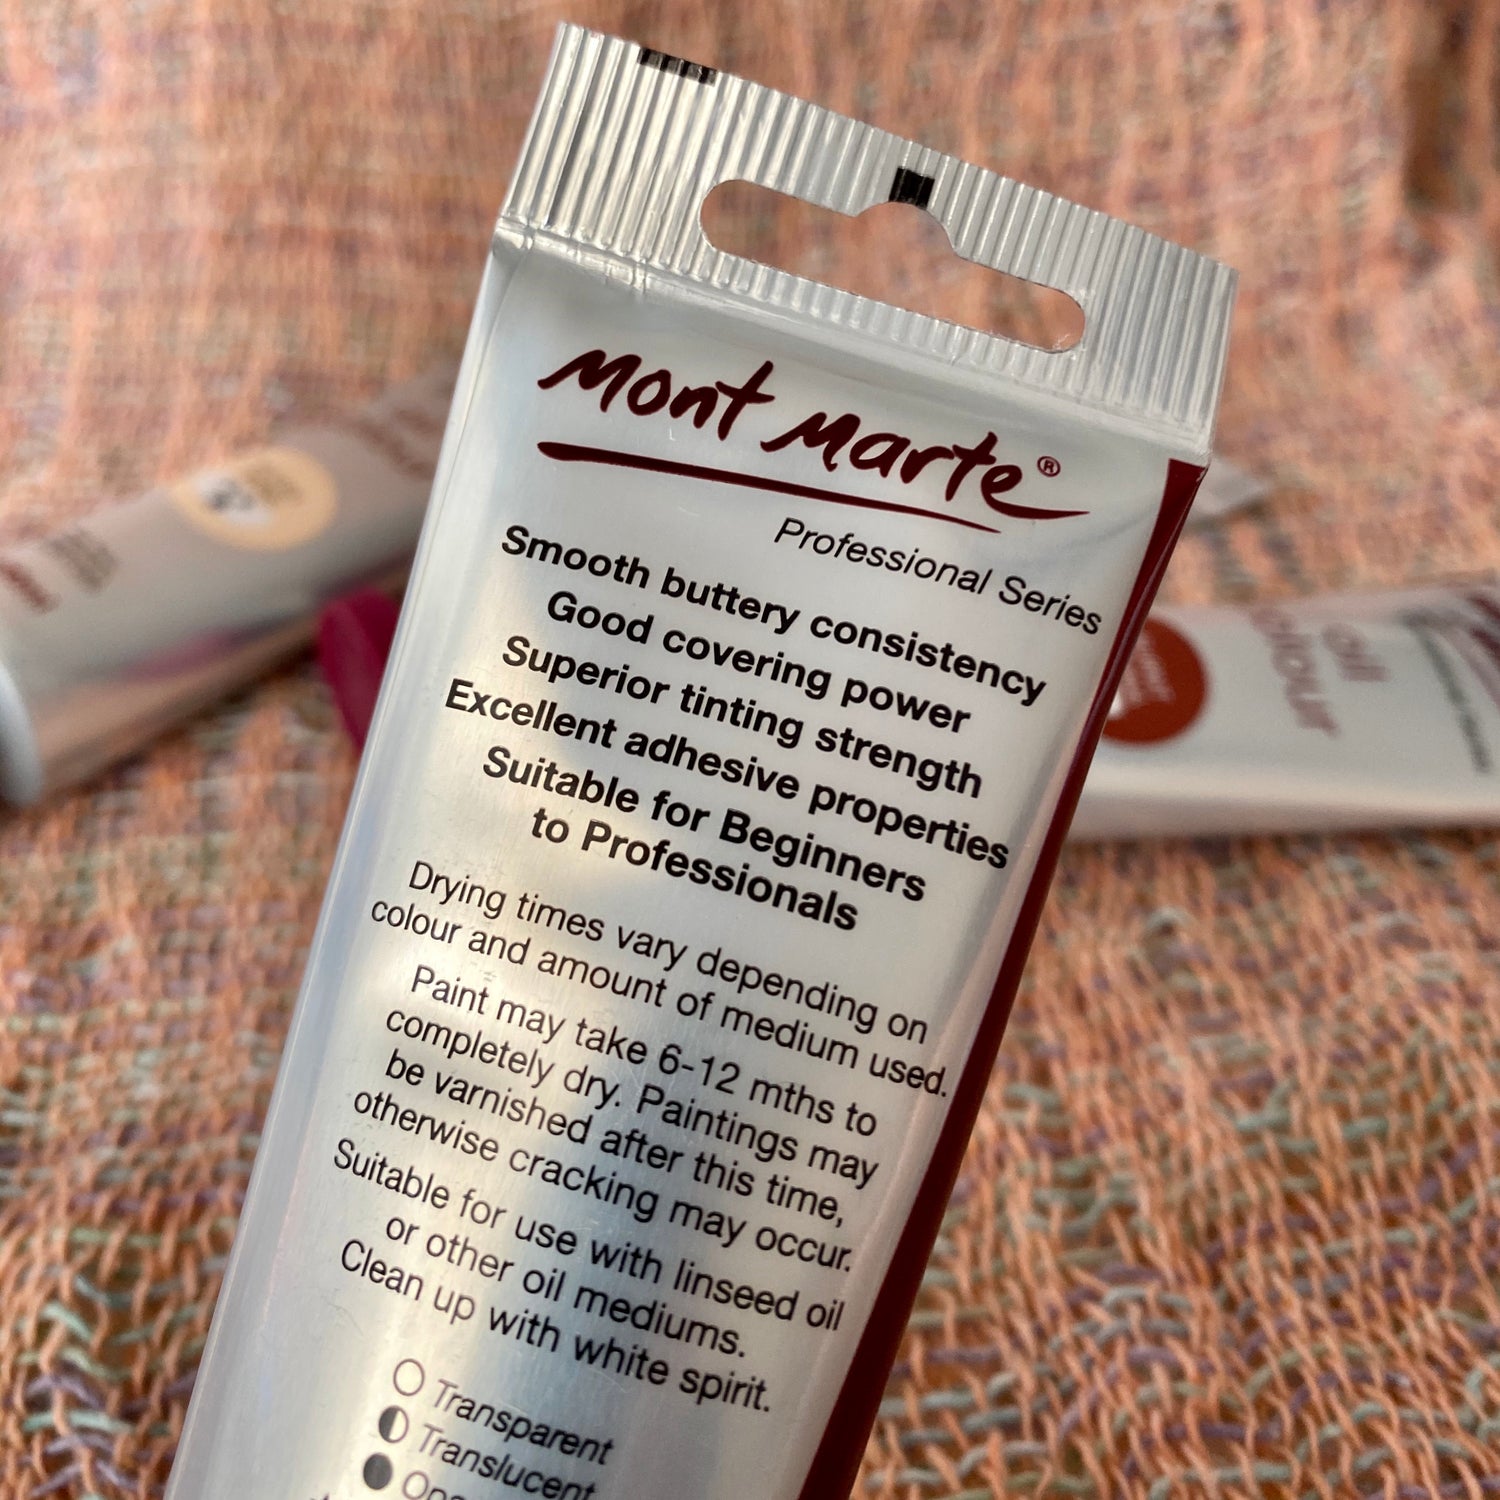 Mont Marte®
Professional Series
Smooth buttery consistency
Good covering power
Superior tinting strength
Excellent adhesive properties
Suitable for Beginners
to Professionals
Drying times vary depending on
colour and amount of medium used.
Paint may take 6-12 mths to
completely dry. Paintings may
be varnished after this time,
otherwise cracking may occur.
Suitable for use with linseed oil
or other oil mediums.
Clean up with white spirit.
Transparent
Translucent
oil
colour